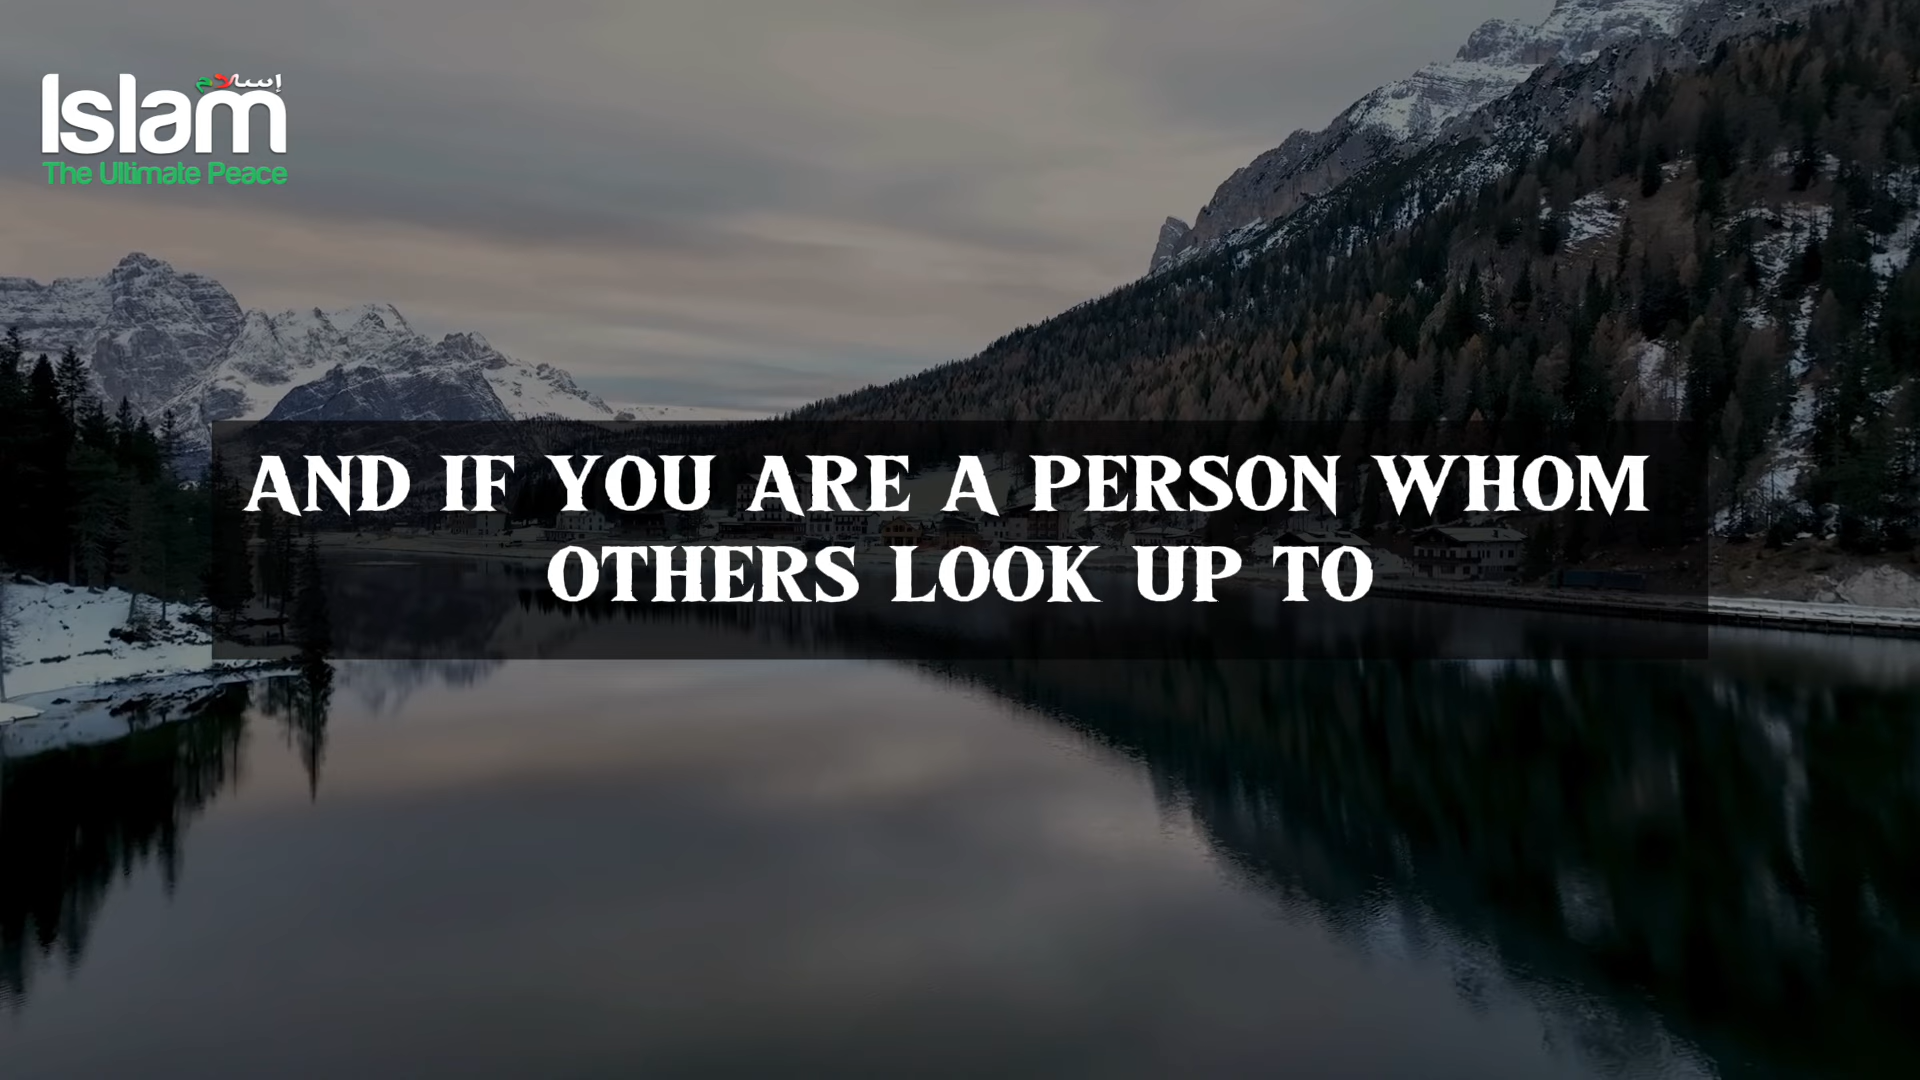 إسلام
Islam
The Ultimate Peace
AND IF YOU ARE A PERSON WHOM
OTHERS LOOK UP TO